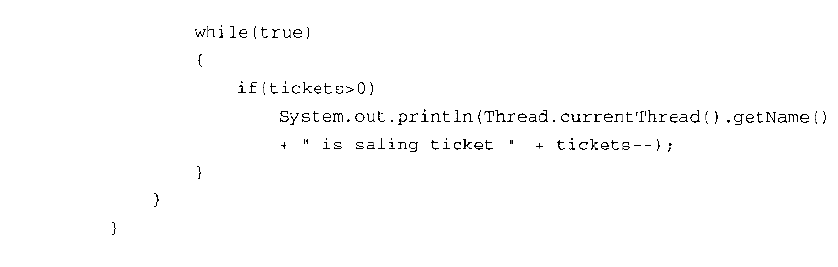 while(true)
{
if(tickets>0)
System.out.println(Thread.currentThread().getName()
+ " is saling ticket " + tickets--);
}
}
}